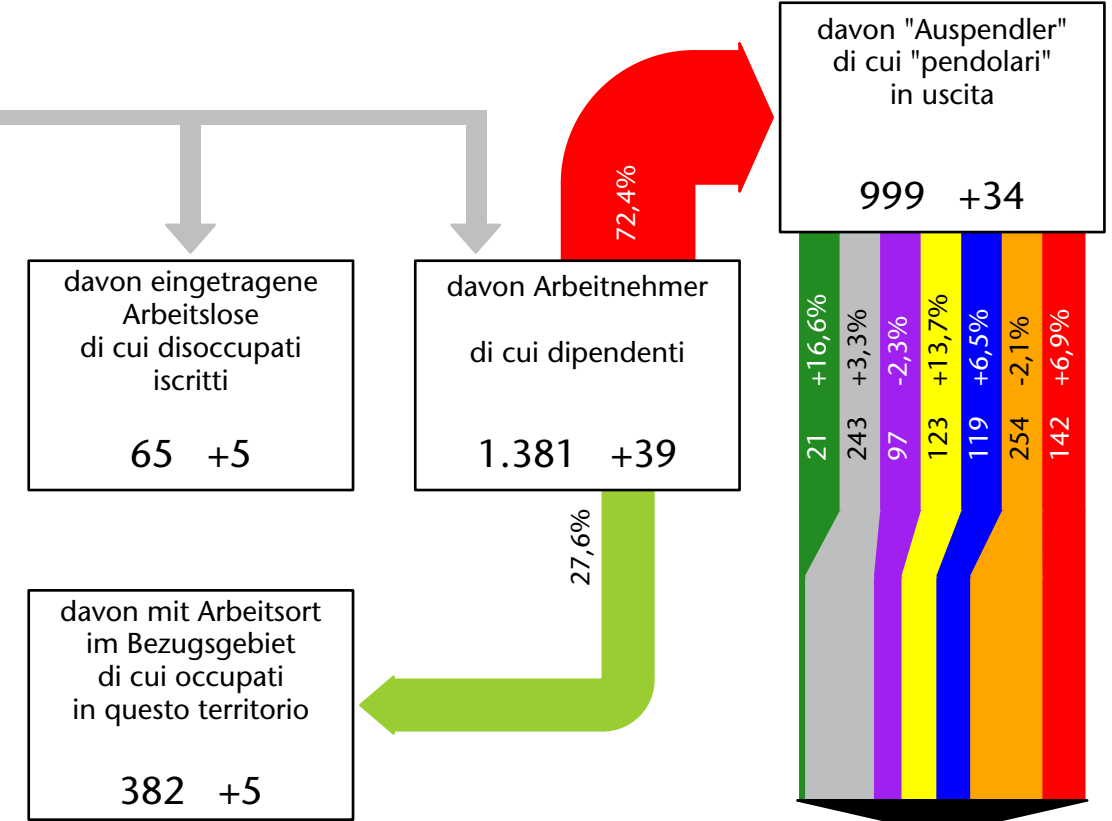 davon "Auspendler"
di cui "pendolari"
in uscita
999 +34
72,4%
davon eingetragene
Arbeitslose
di cui disoccupati
iscritti
65 +5
davon Arbeitnehmer
di cui dipendenti
1.381 +39
21 +16,6%
243 +3,3%
97 -2,3%
123 +13,7%
119 +6,5%
254 -2,1%
142 +6,9%
27,6%
davon mit Arbeitsort
im Bezugsgebiet
di cui occupati
in questo territorio
382 +5